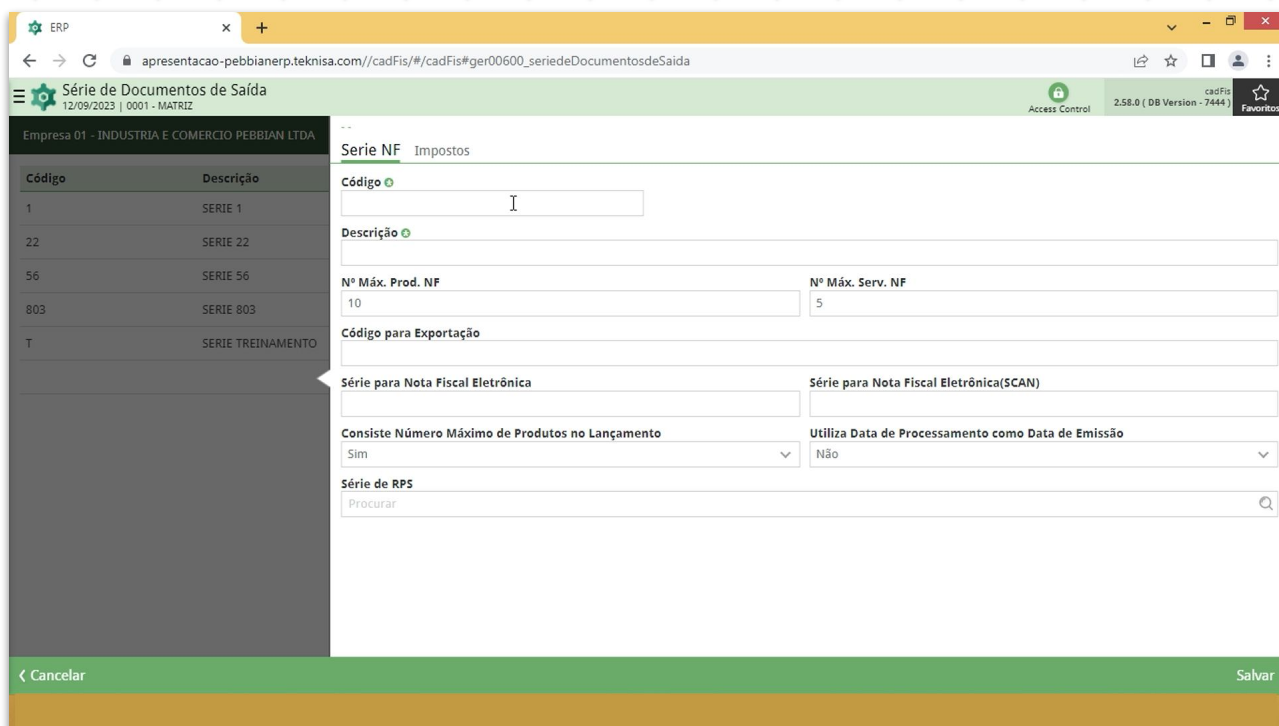 ERP
apresentacao-pebbianerp.teknisa.com//cadFis/#/cadFis#ger00600_seriedeDocumentosdeSaida
Série de Documentos de Saída
12/09/2023 | 0001 - MATRIZ
Access Control
cadFis
2.58.0 ( DB Version - 7444 )
Favoritos
Empresa 01 - INDUSTRIA E COMERCIO PEBBIAN LTDA
Código Descrição
1 SERIE 1
22 SERIE 22
56 SERIE 56
803 SERIE 803
T SERIE TREINAMENTO
- -
Serie NF Impostos
Código
Descrição
Nº Máx. Prod. NF Nº Máx. Serv. NF
10 5
Código para Exportação
Série para Nota Fiscal Eletrônica Série para Nota Fiscal Eletrônica(SCAN)
Consiste Número Máximo de Produtos no Lançamento Utiliza Data de Processamento como Data de Emissão
Sim Não
Série de RPS
Procurar
Cancelar Salvar